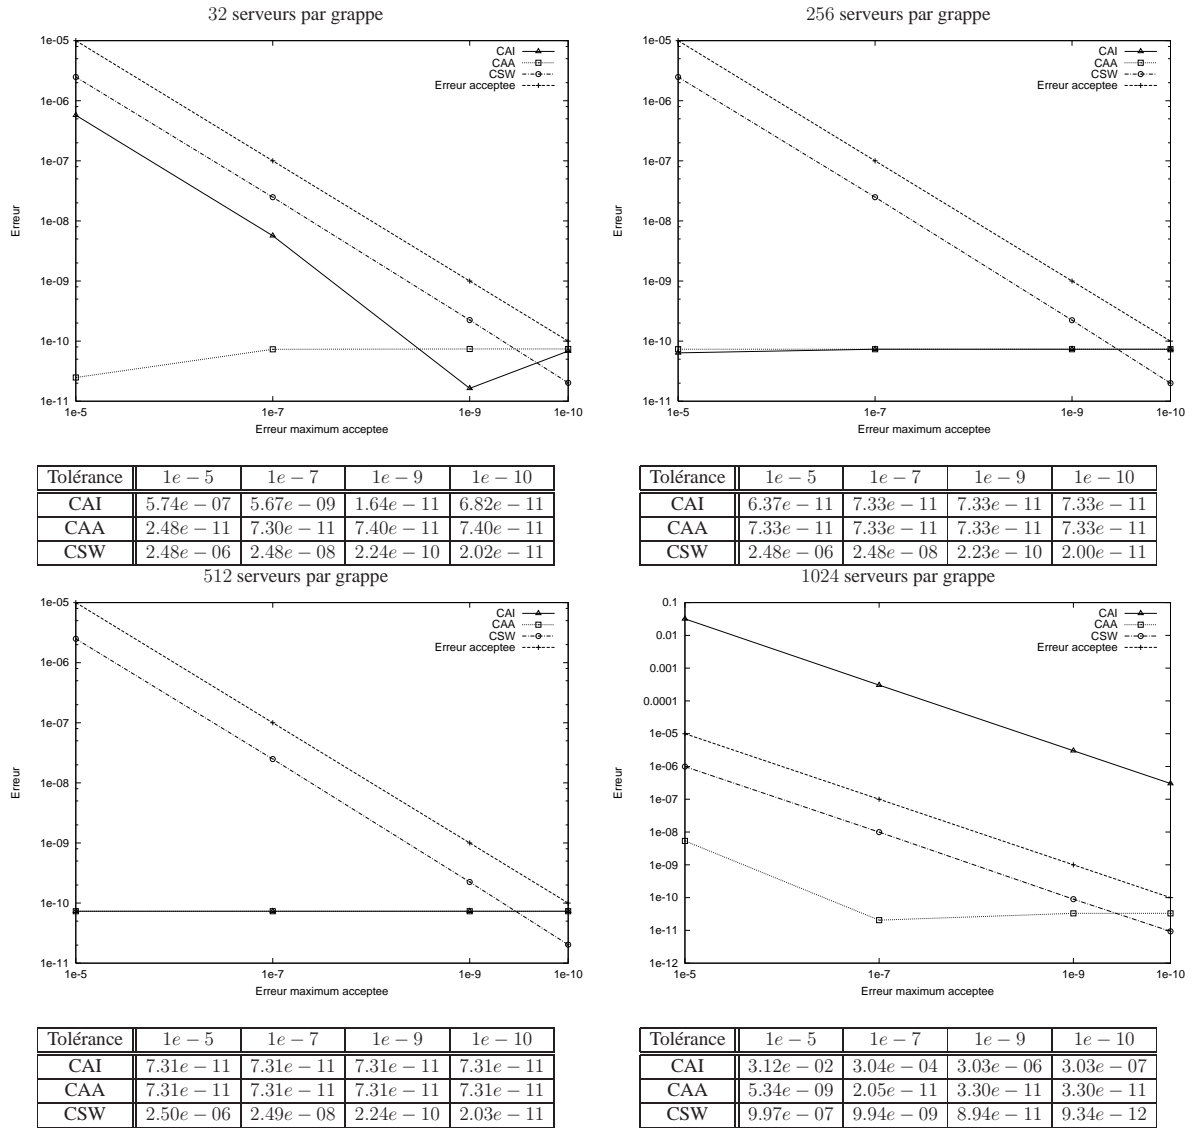 32 serveurs par grappe
1e-05
1e-06
1e-07
1e-08
1e-09
1e-10
1e-11
1e-5
1e-7
1e-9
1e-10
Erreur
Erreur maximum acceptee
CAI
CAA
CSW
Erreur acceptee
Tolérance 1e − 5 1e − 7 1e − 9 1e − 10
CAI 5.74e − 07 5.67e − 09 1.64e − 11 6.82e − 11
CAA 2.48e − 11 7.30e − 11 7.40e − 11 7.40e − 11
CSW 2.48e − 06 2.48e − 08 2.24e − 10 2.02e − 11
256 serveurs par grappe
1e-05
1e-06
1e-07
1e-08
1e-09
1e-10
1e-11
1e-5
1e-7
1e-9
1e-10
Erreur
Erreur maximum acceptee
CAI
CAA
CSW
Erreur acceptee
Tolérance 1e − 5 1e − 7 1e − 9 1e − 10
CAI 6.37e − 11 7.33e − 11 7.33e − 11 7.33e − 11
CAA 7.33e − 11 7.33e − 11 7.33e − 11 7.33e − 11
CSW 2.48e − 06 2.48e − 08 2.23e − 10 2.00e − 11
512 serveurs par grappe
1e-05
1e-06
1e-07
1e-08
1e-09
1e-10
1e-11
1e-5
1e-7
1e-9
1e-10
Erreur
Erreur maximum acceptee
CAI
CAA
CSW
Erreur acceptee
Tolérance 1e − 5 1e − 7 1e − 9 1e − 10
CAI 7.31e − 11 7.31e − 11 7.31e − 11 7.31e − 11
CAA 7.31e − 11 7.31e − 11 7.31e − 11 7.31e − 11
CSW 2.50e − 06 2.49e − 08 2.24e − 10 2.03e − 11
1024 serveurs par grappe
0.1
0.01
0.001
0.0001
1e-05
1e-06
1e-07
1e-08
1e-09
1e-10
1e-11
1e-12
1e-5
1e-7
1e-9
1e-10
Erreur
Erreur maximum acceptee
CAI
CAA
CSW
Erreur acceptee
Tolérance 1e − 5 1e − 7 1e − 9 1e − 10
CAI 3.12e − 02 3.04e − 04 3.03e − 06 3.03e − 07
CAA 5.34e − 09 2.05e − 11 3.30e − 11 3.30e − 11
CSW 9.97e − 07 9.94e − 09 8.94e − 11 9.34e − 12